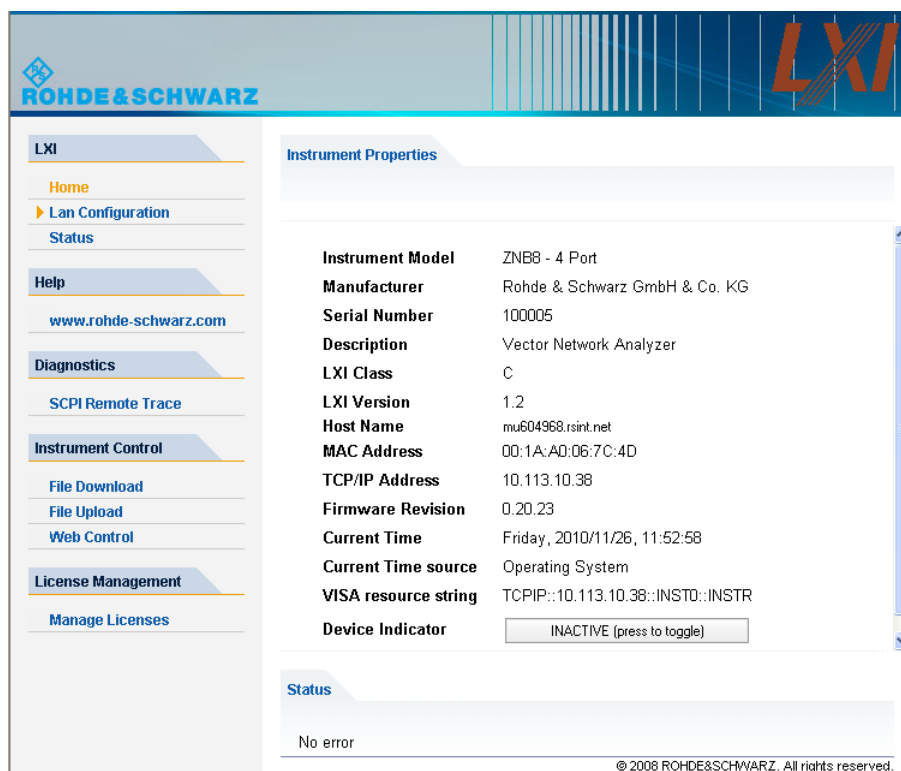 ROHDE&SCHWARZ
LXI
LXI
Home
Lan Configuration
Status
Help
www.rohde-schwarz.com
Diagnostics
SCPI Remote Trace
Instrument Control
File Download
File Upload
Web Control
License Management
Manage Licenses
Instrument Properties
Instrument Model ZNB8 - 4 Port
Manufacturer Rohde & Schwarz GmbH & Co. KG
Serial Number 100005
Description Vector Network Analyzer
LXI Class C
LXI Version 1.2
Host Name mu604968.rsint.net
MAC Address 00:1A:A0:06:7C:4D
TCP/IP Address 10.113.10.38
Firmware Revision 0.20.23
Current Time Friday, 2010/11/26, 11:52:58
Current Time source Operating System
VISA resource string TCPIP::10.113.10.38::INST0::INSTR
Device Indicator INACTIVE (press to toggle)
Status
No error
© 2008 ROHDE&SCHWARZ. All rights reserved.